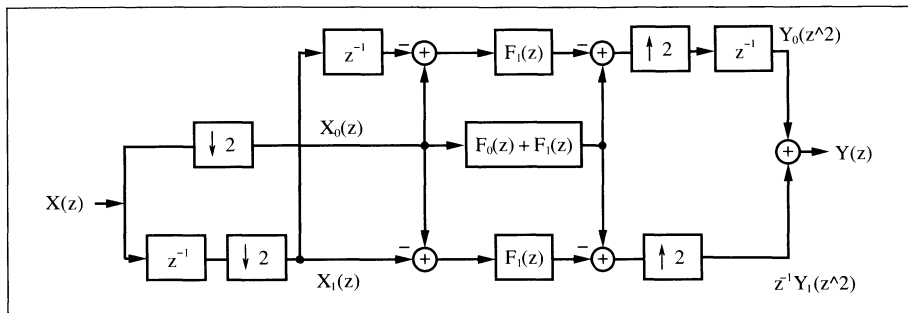 z⁻¹
−
+
F₁(z)
−
+
↑ 2
z⁻¹
Y₀(z^2)
↓ 2
X₀(z)
F₀(z) + F₁(z)
+
Y(z)
X(z)
z⁻¹
↓ 2
X₁(z)
−
+
F₁(z)
−
+
↑ 2
z⁻¹Y₁(z^2)